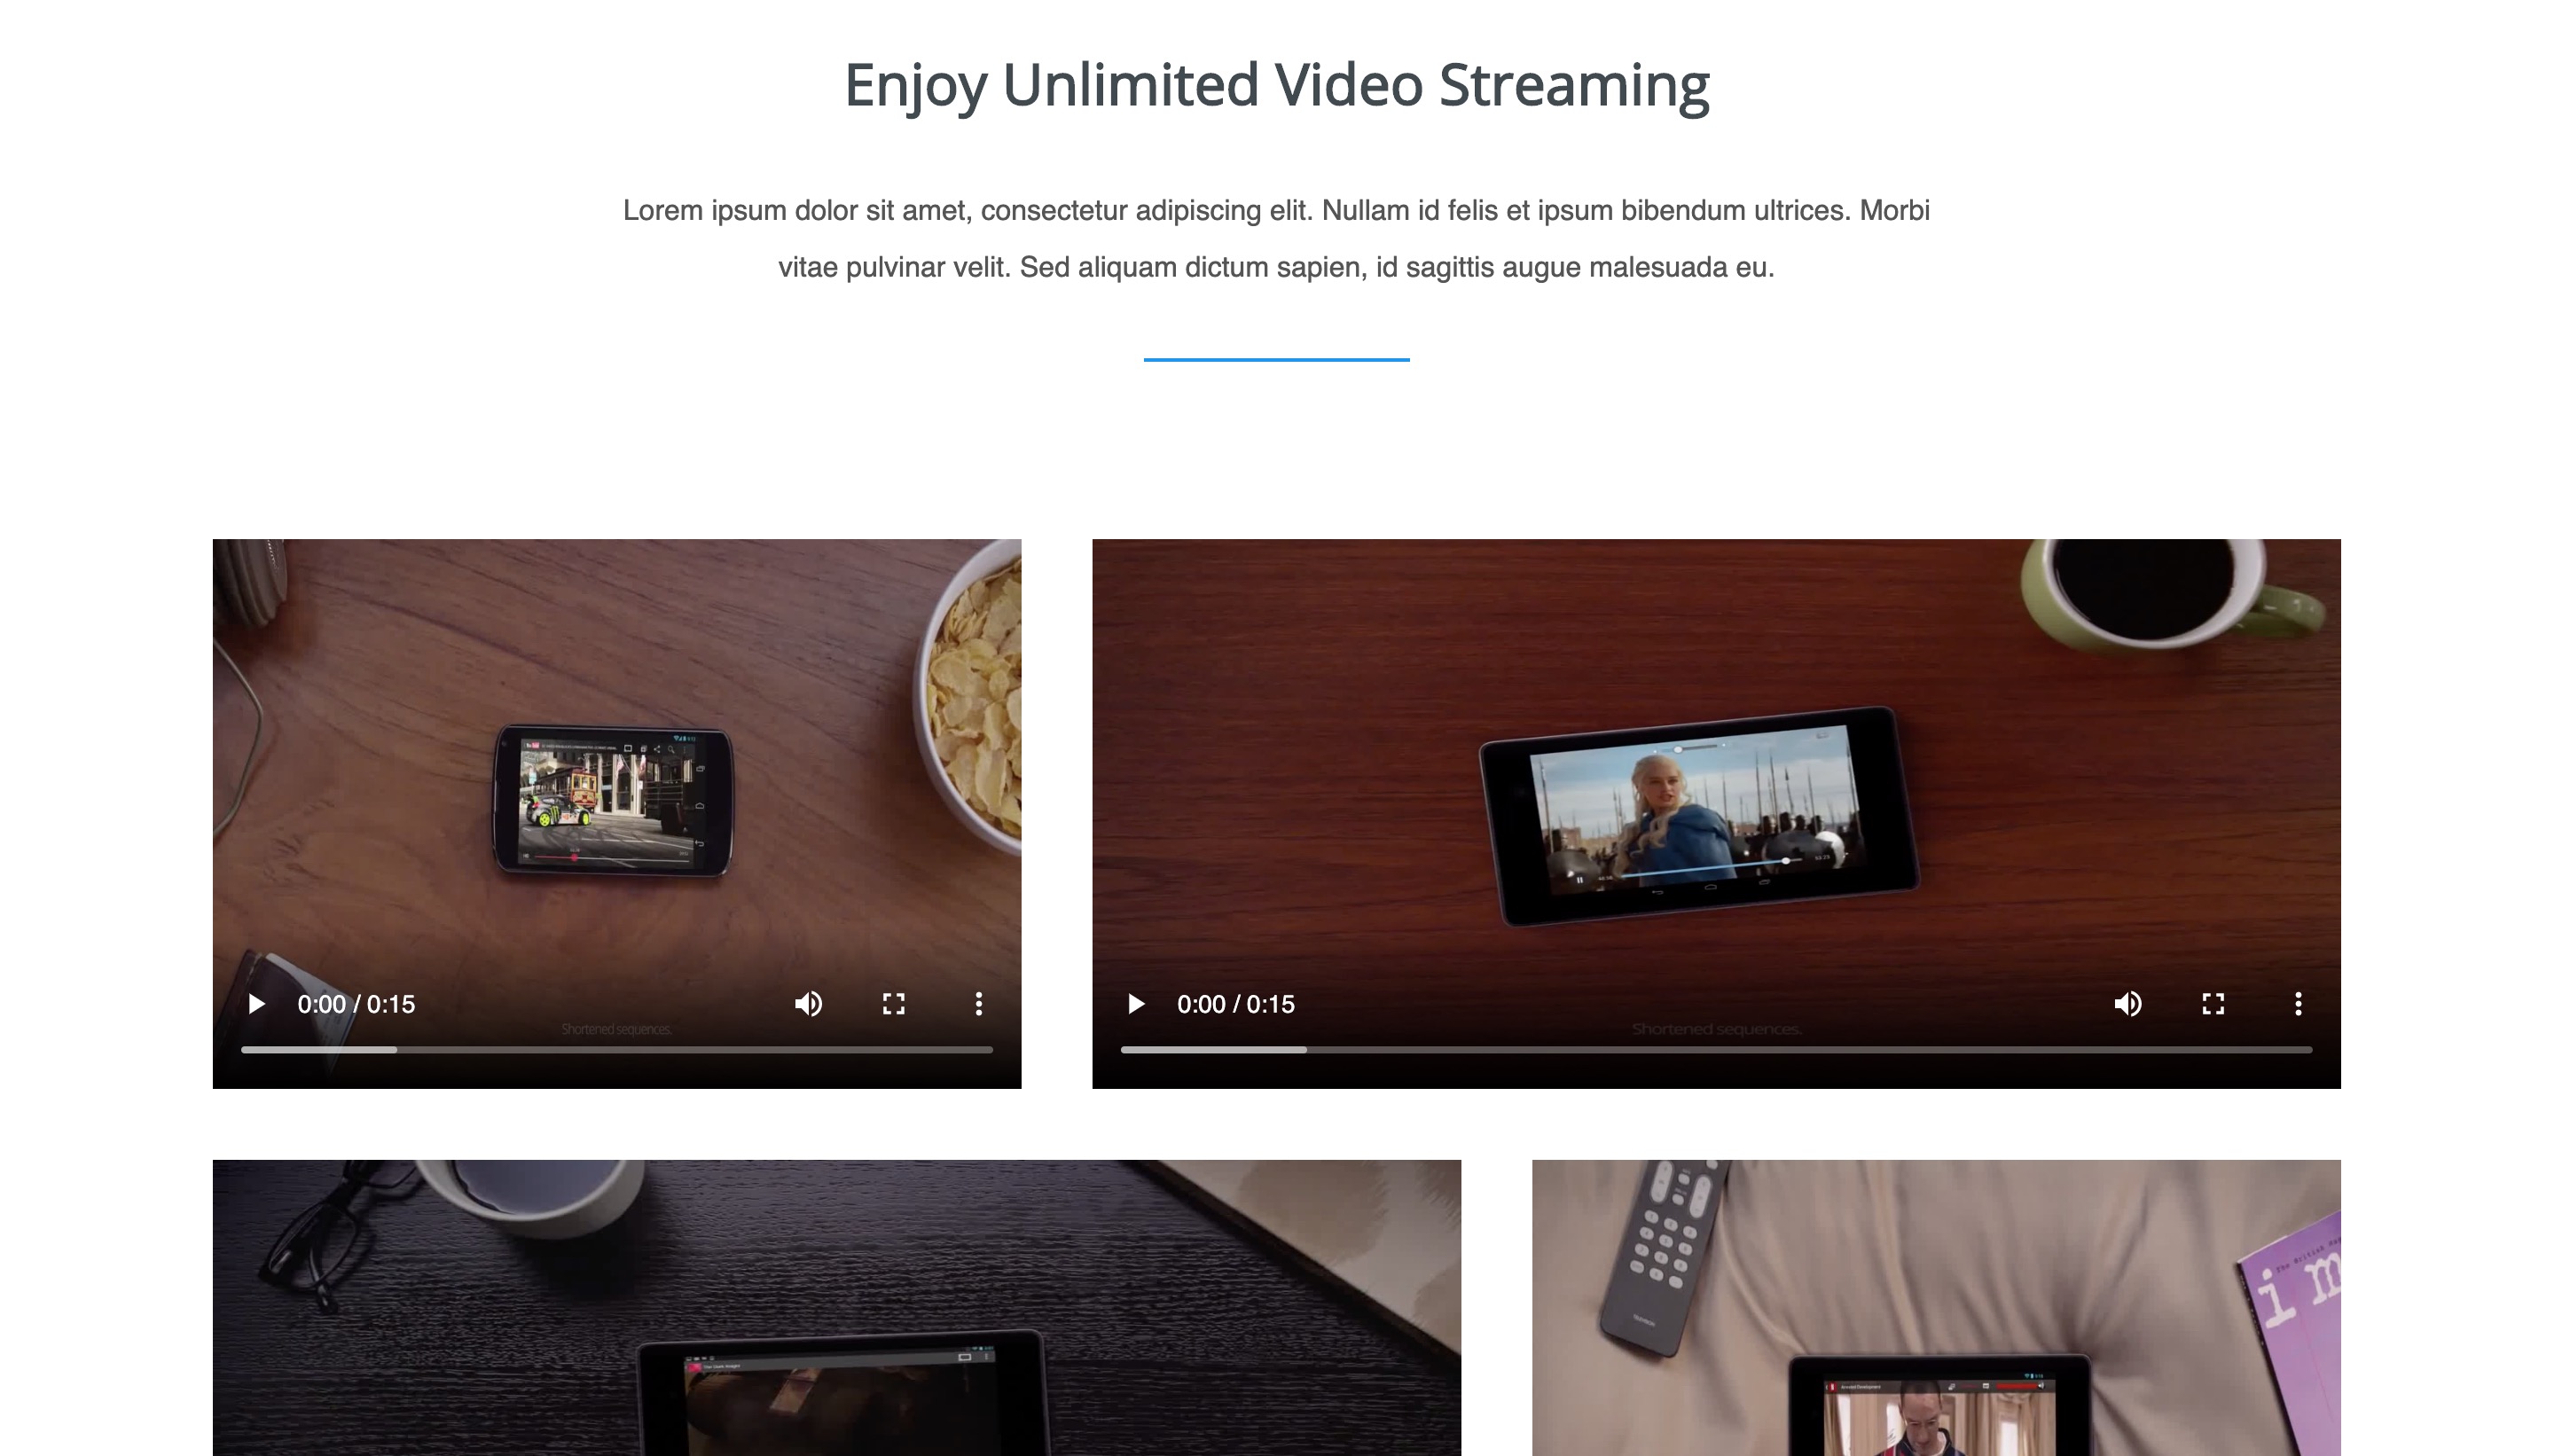 Enjoy Unlimited Video Streaming
Lorem ipsum dolor sit amet, consectetur adipiscing elit. Nullam id felis et ipsum bibendum ultrices. Morbi
vitae pulvinar velit. Sed aliquam dictum sapien, id sagittis augue malesuada eu.
0:00 / 0:15
Shortened sequences.
0:00 / 0:15
Shortened sequences.
i m